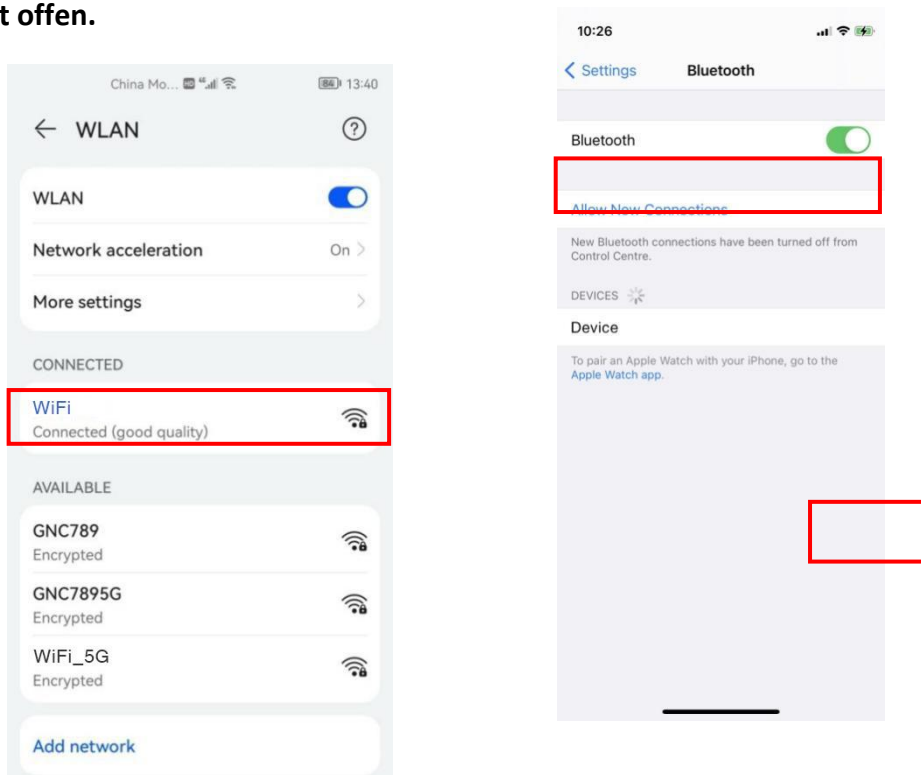 t offen.
China Mo... HD 4G 84 13:40
← WLAN ?
WLAN
Network acceleration On >
More settings >
CONNECTED
WiFi
Connected (good quality)
AVAILABLE
GNC789
Encrypted
GNC7895G
Encrypted
WiFi_5G
Encrypted
Add network
10:26
Settings Bluetooth
Bluetooth
Allow New Connections
New Bluetooth connections have been turned off from
Control Centre.
DEVICES
Device
To pair an Apple Watch with your iPhone, go to the
Apple Watch app.